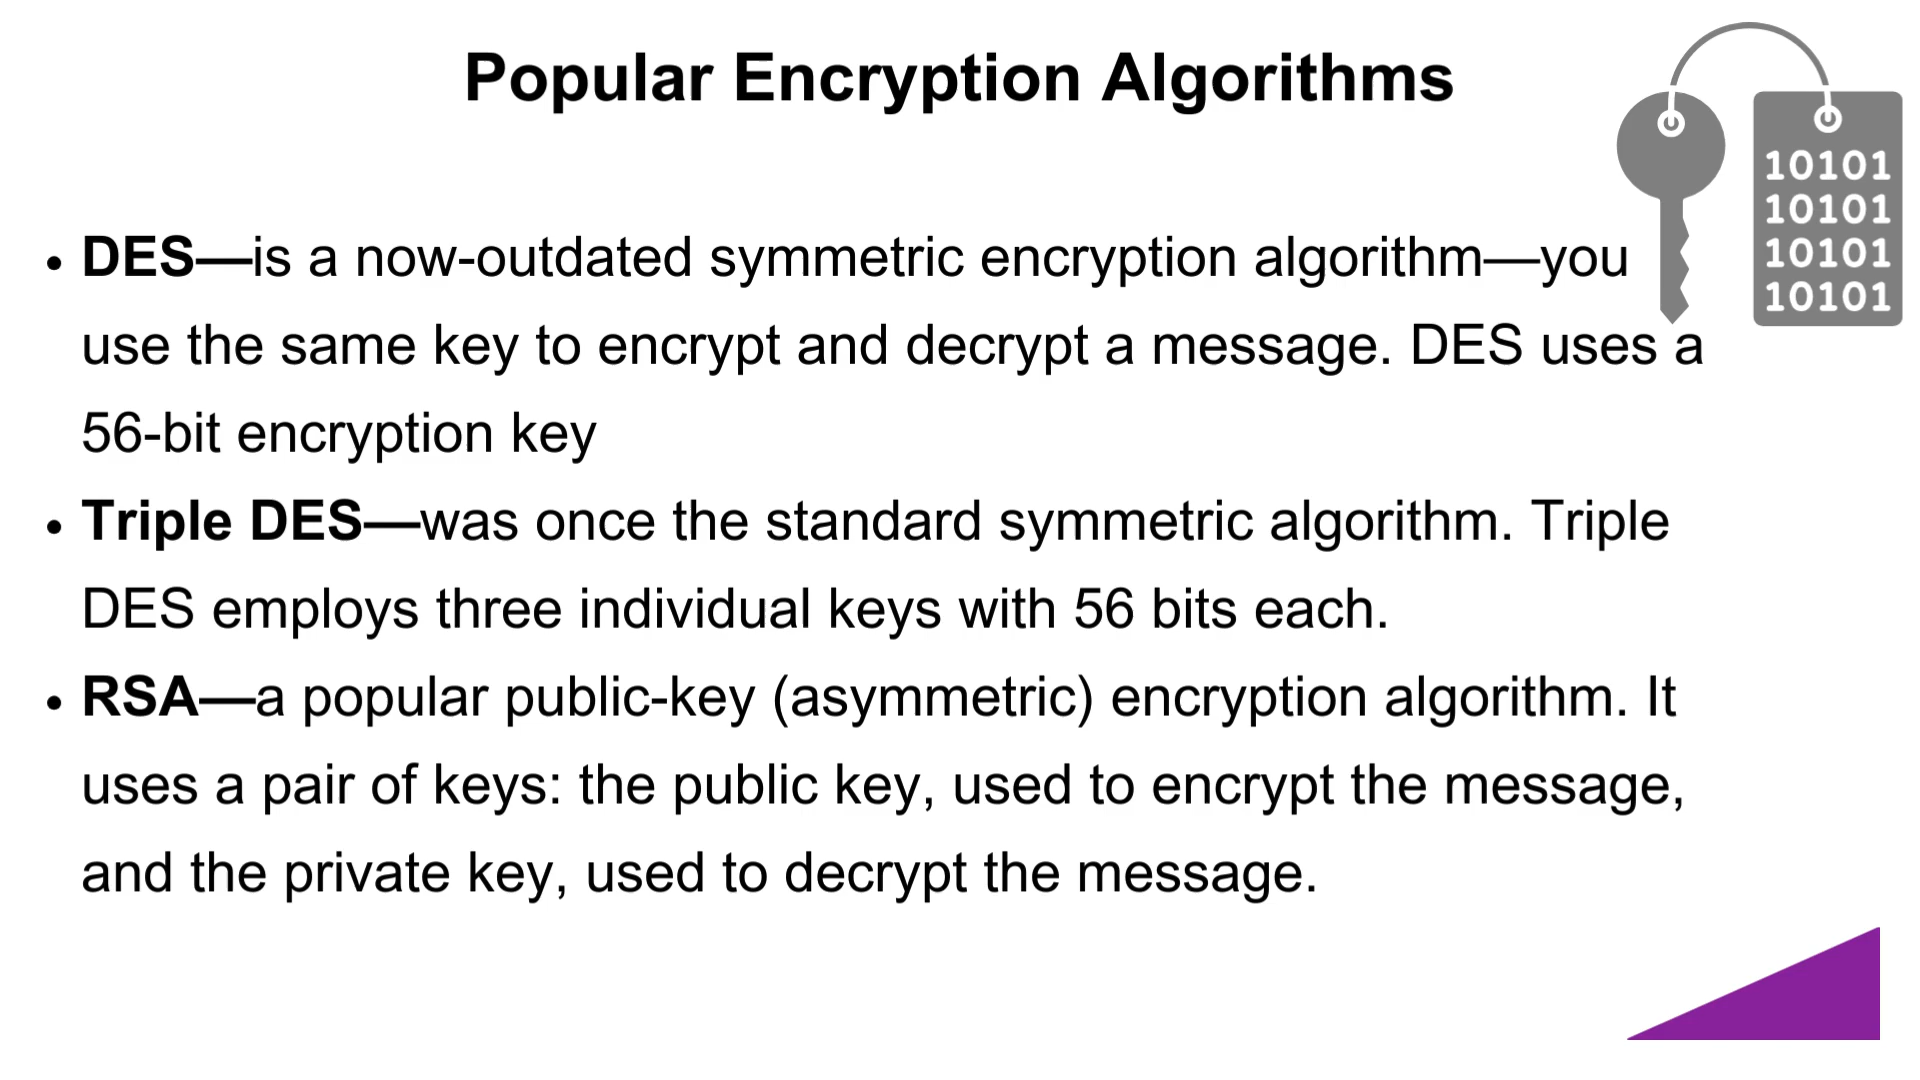 Popular Encryption Algorithms
10101
10101
10101
10101
• DES—is a now-outdated symmetric encryption algorithm—you
use the same key to encrypt and decrypt a message. DES uses a
56-bit encryption key
• Triple DES—was once the standard symmetric algorithm. Triple
DES employs three individual keys with 56 bits each.
• RSA—a popular public-key (asymmetric) encryption algorithm. It
uses a pair of keys: the public key, used to encrypt the message,
and the private key, used to decrypt the message.